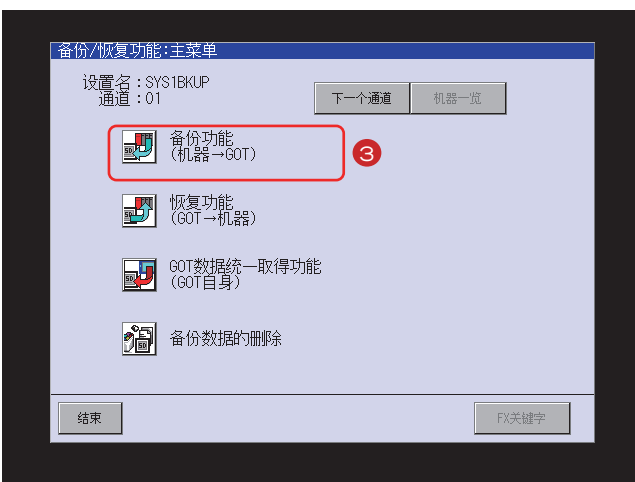 备份/恢复功能:主菜单
设置名:SYS1BKUP
通道:01
下一个通道
机器一览
备份功能
(机器→GOT)
3
恢复功能
(GOT→机器)
GOT数据统一取得功能
(GOT自身)
备份数据的删除
结束
FX关键字